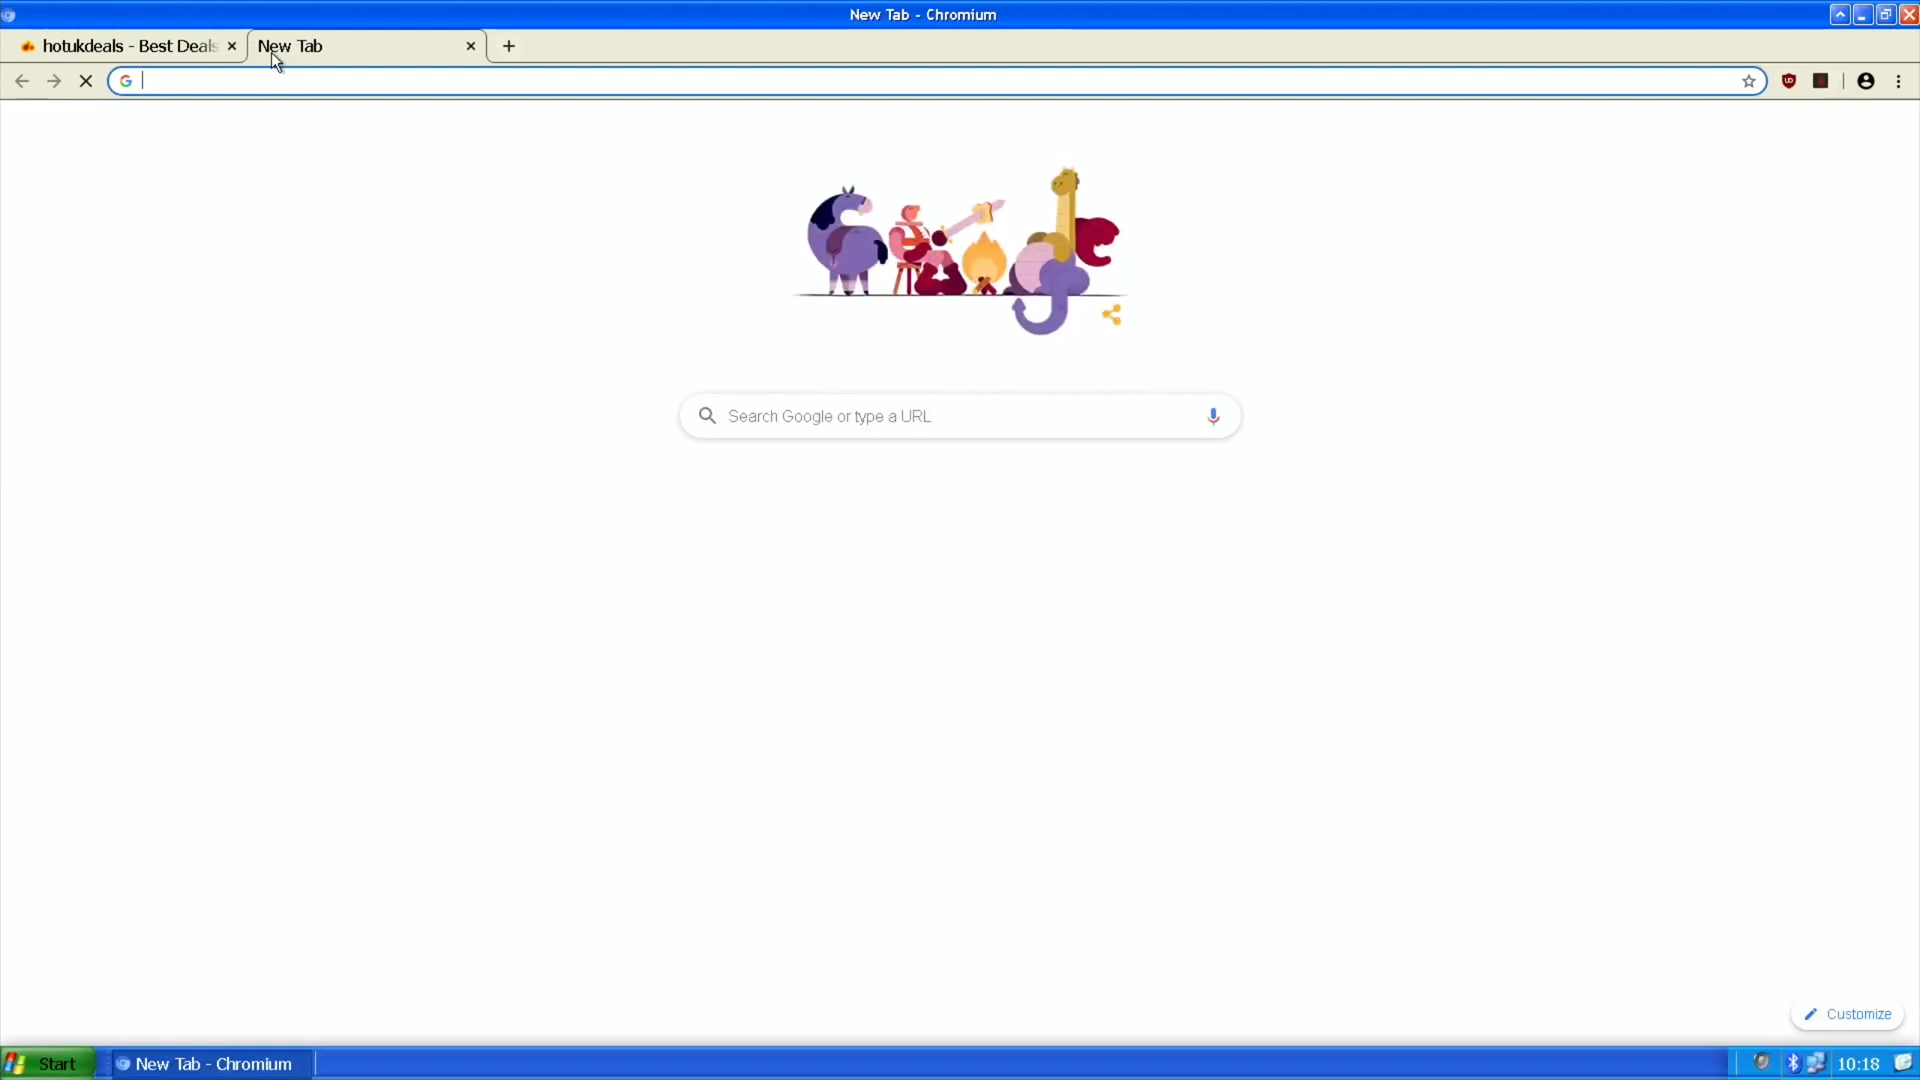 New Tab - Chromium
hotukdeals - Best Deals
New Tab
Search Google or type a URL
Customize
Start
New Tab - Chromium
10:18